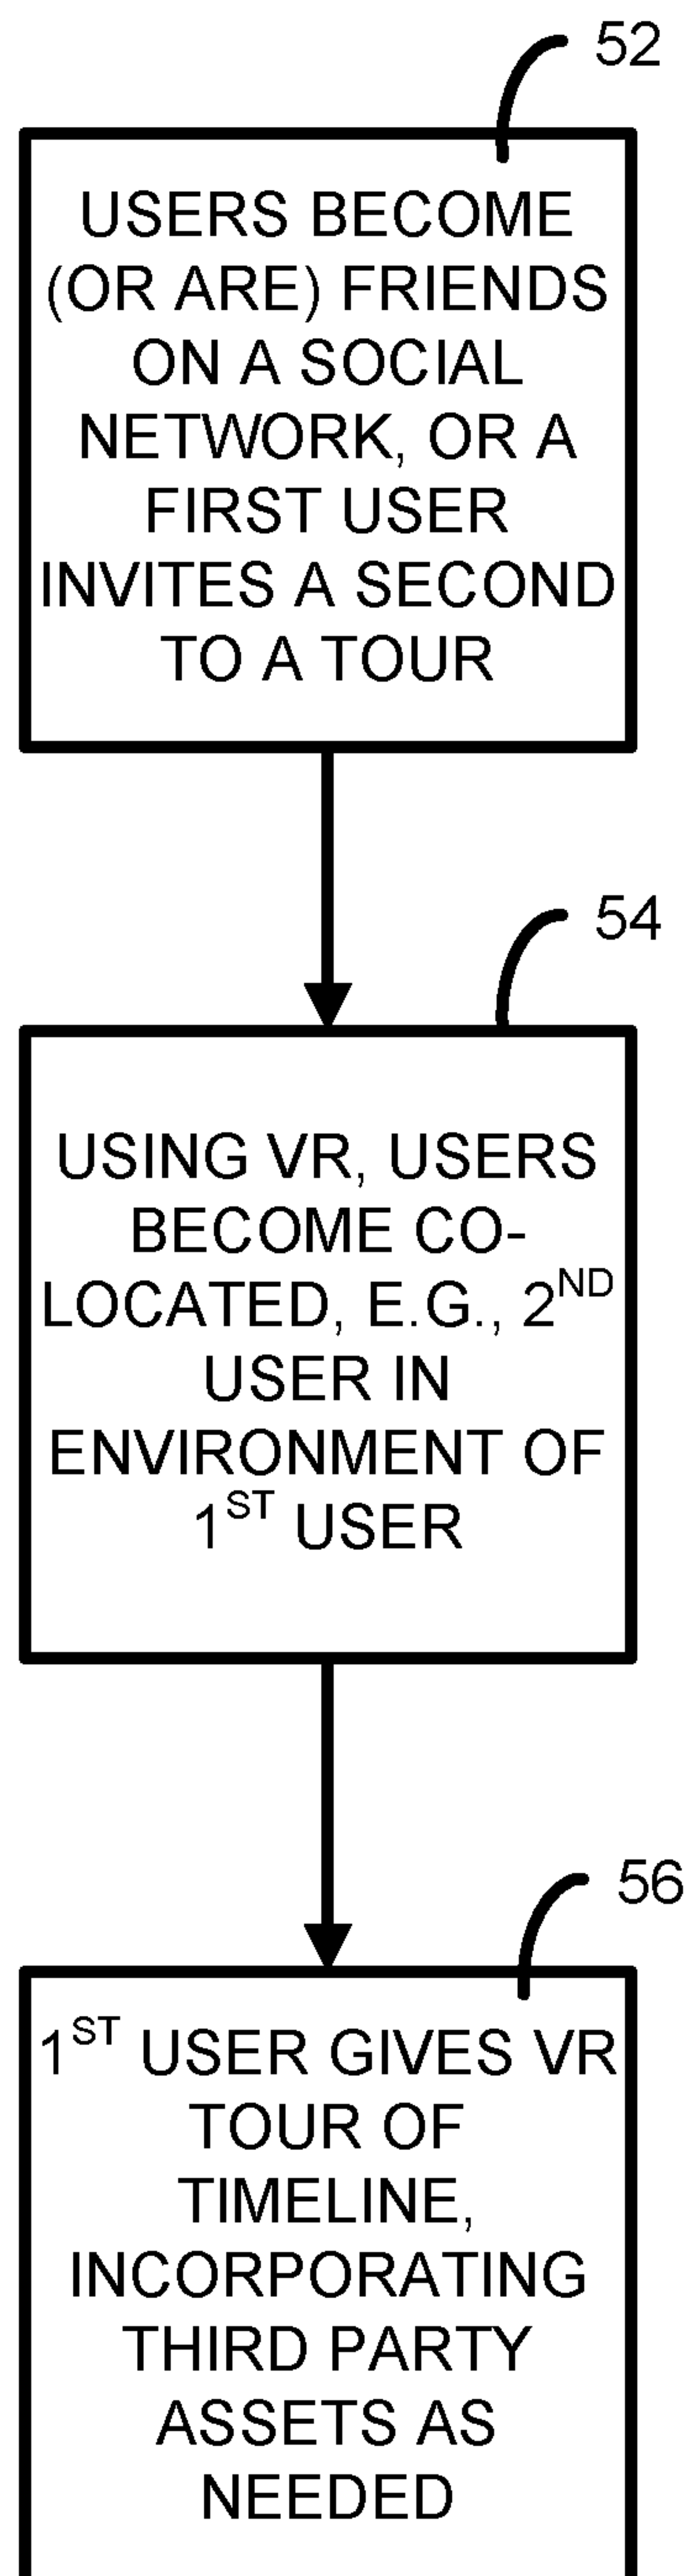 52
USERS BECOME
(OR ARE) FRIENDS
ON A SOCIAL
NETWORK, OR A
FIRST USER
INVITES A SECOND
TO A TOUR
54
USING VR, USERS
BECOME CO-
LOCATED, E.G., 2ND
USER IN
ENVIRONMENT OF
1ST USER
56
1ST USER GIVES VR
TOUR OF
TIMELINE,
INCORPORATING
THIRD PARTY
ASSETS AS
NEEDED